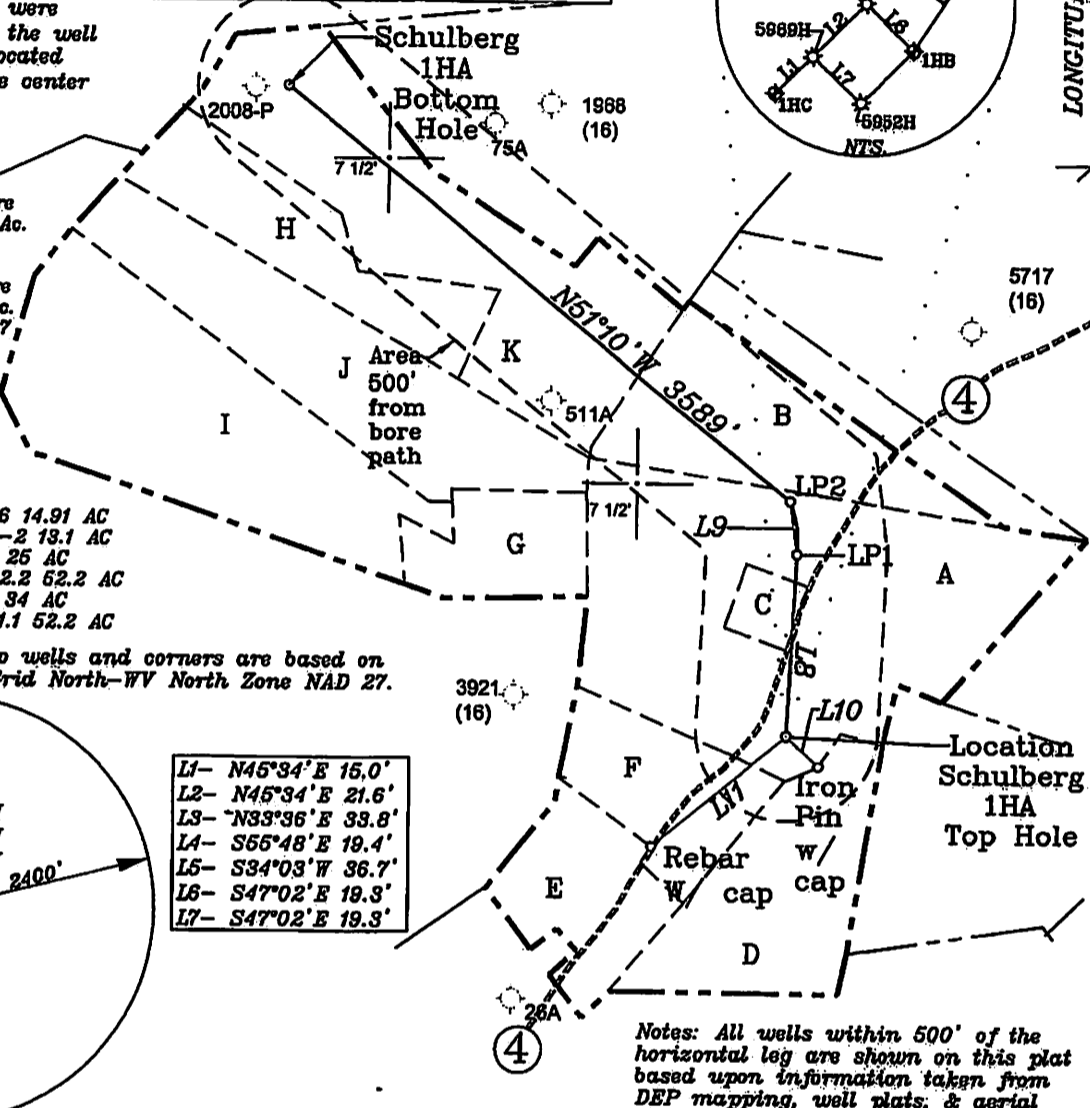 were
the well
ocated
e center
Schulberg
1HA
Bottom
Hole
2008-P
75A
1968
(16)
5969H
L2
L6
L1
L7
1HB
1HC
5952H
NTS.
LONGITU
7 1/2'
re
Ac.
H
5717
(16)
N51°10'W 3589'
J
Area
500'
from
bore
path
K
511A
B
4
I
7 1/2'
G
LP2
L9
LP1
A
C
L8
6 14.91 AC
-2 13.1 AC
25 AC
2.2 52.2 AC
34 AC
1.1 52.2 AC
p wells and corners are based on
Grid North-WV North Zone NAD 27.
3921
(16)
L10
Location
Schulberg
1HA
Top Hole
F
L11
Iron
Pin
w/
cap
L1- N45°34'E 15.0'
L2- N45°34'E 21.6'
L3- N33°36'E 33.8'
L4- S55°48'E 19.4'
L5- S34°03'W 36.7'
L6- S47°02'E 19.3'
L7- S47°02'E 19.3'
2400'
Rebar
W cap
E
D
26A
4
Notes: All wells within 500' of the
horizontal leg are shown on this plat
based upon information taken from
DEP mapping, well plats, & aerial